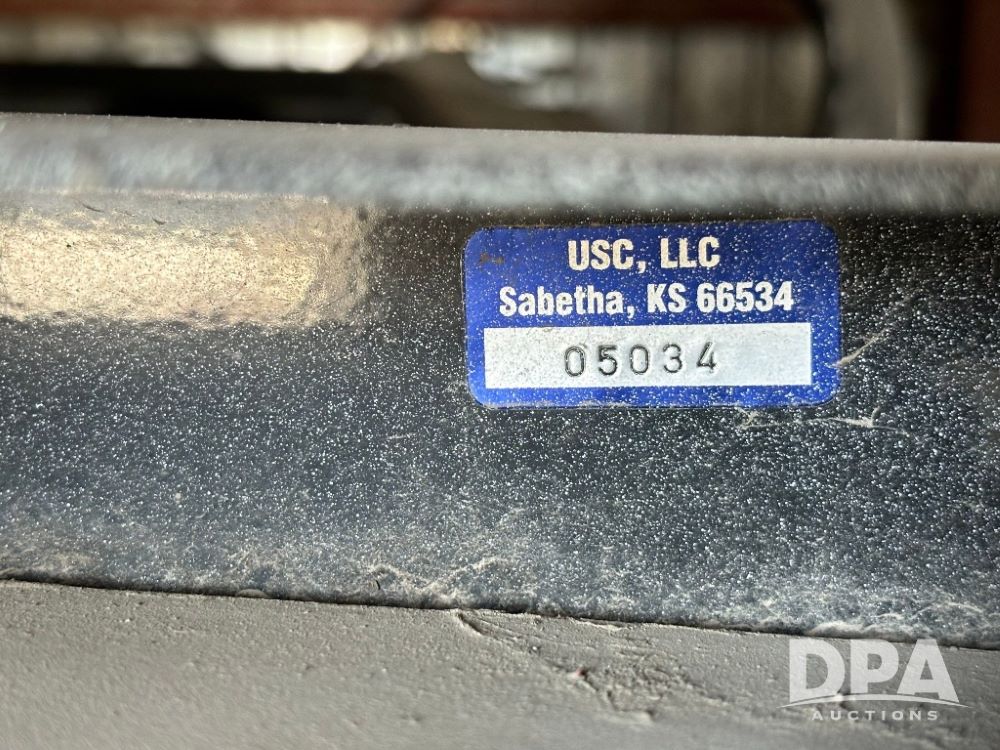 USC, LLC
Sabetha, KS 66534
05034
DPA
AUCTIONS